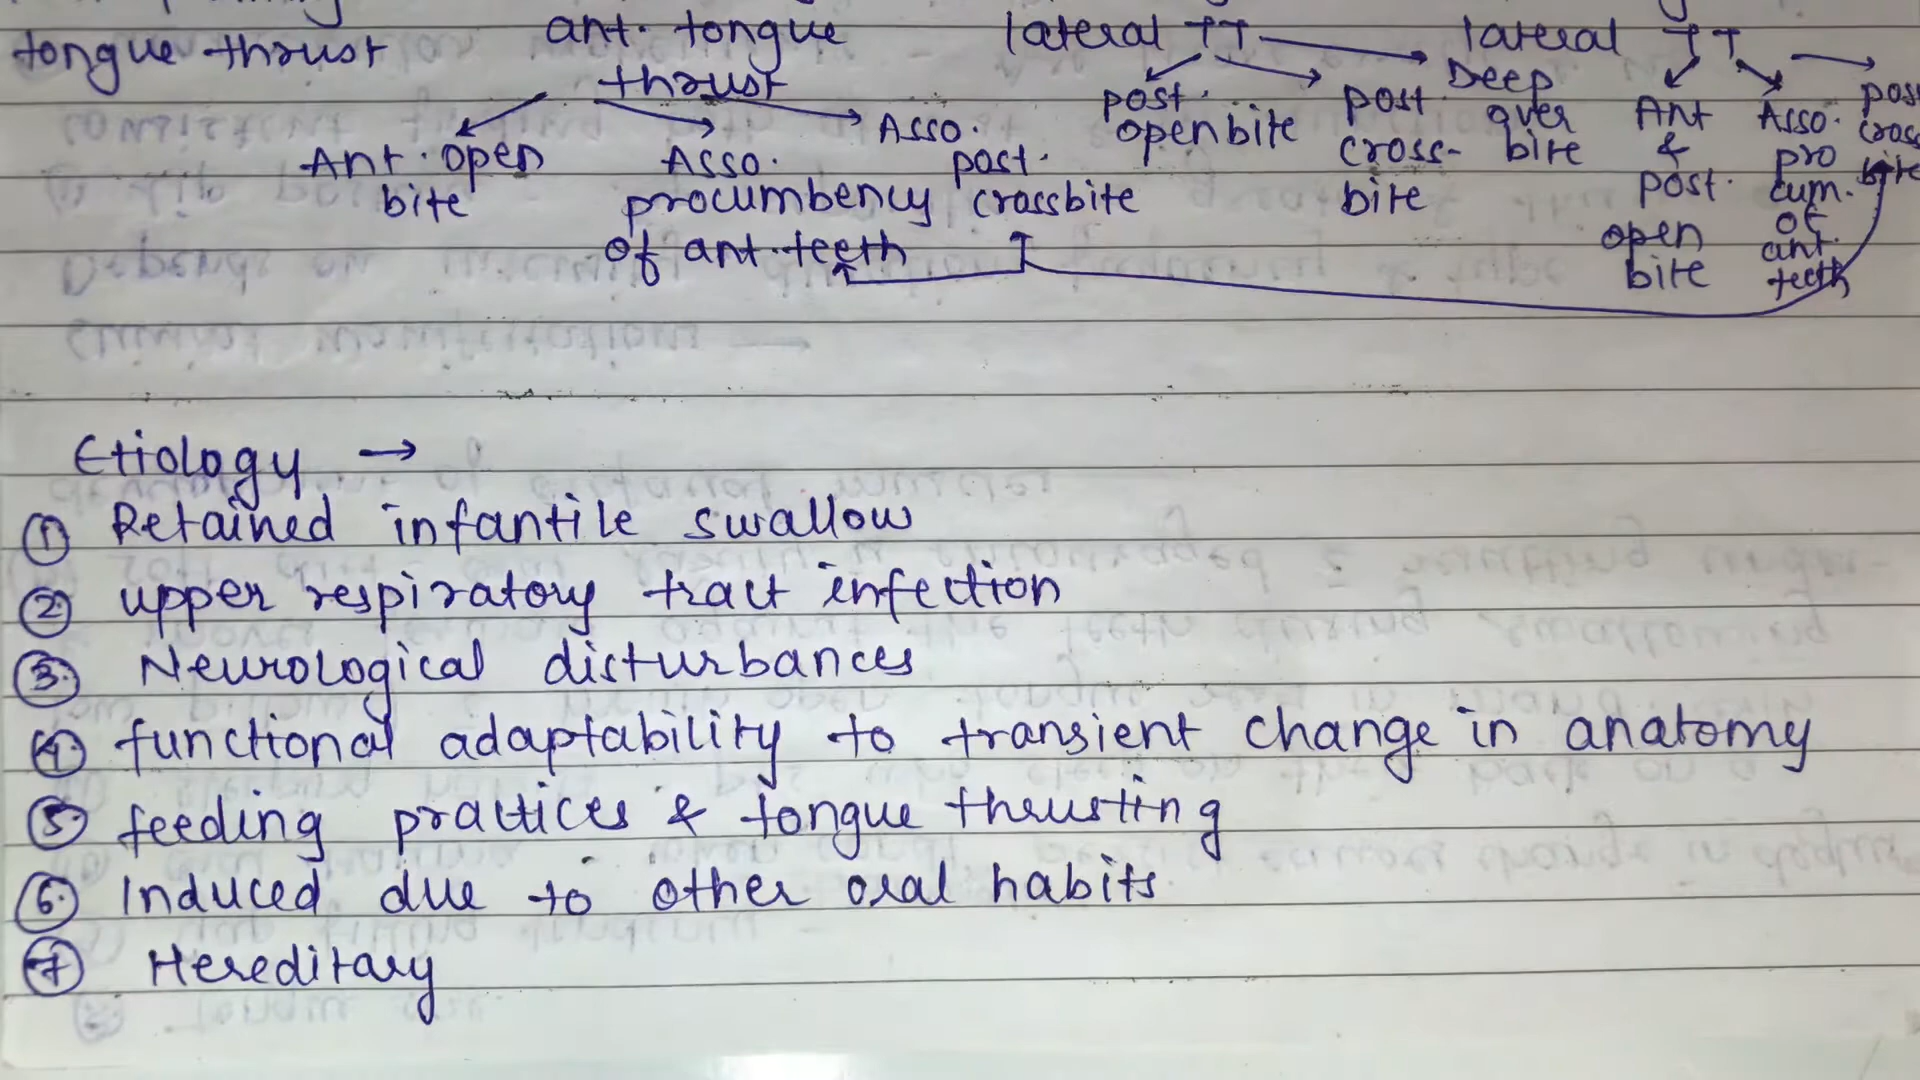 tongue thrust
ant. tongue
thrust
lateral TT
lateral TT
Ant. open
bite
Asso.
procumbency
of ant. teeth
Asso.
post.
crossbite
post.
openbite
post
cross-
bite
Deep
over
bite
Ant
&
post.
open
bite
Asso.
pro
cum.
of
ant.
teeth
post
cross
bite
Etiology →
① Retained infantile swallow
② upper respiratory tract infection
③ Neurological disturbances
④ functional adaptability to transient change in anatomy
⑤ feeding practices & tongue thrusting
⑥ Induced due to other oral habits
⑦ Hereditary